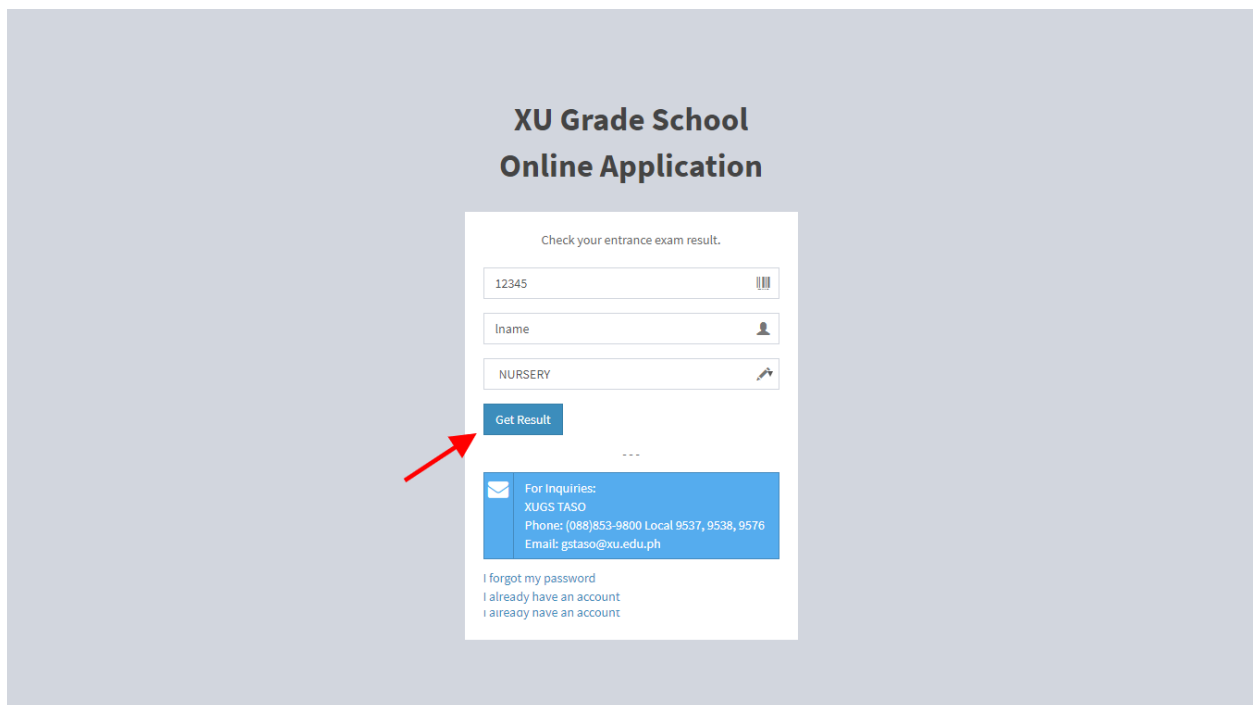 XU Grade School
Online Application
Check your entrance exam result.
12345
lname
NURSERY
Get Result
---
For Inquiries:
XUGS TASO
Phone: (088)853-9800 Local 9537, 9538, 9576
Email: gstaso@xu.edu.ph
I forgot my password
I already have an account
I already have an account